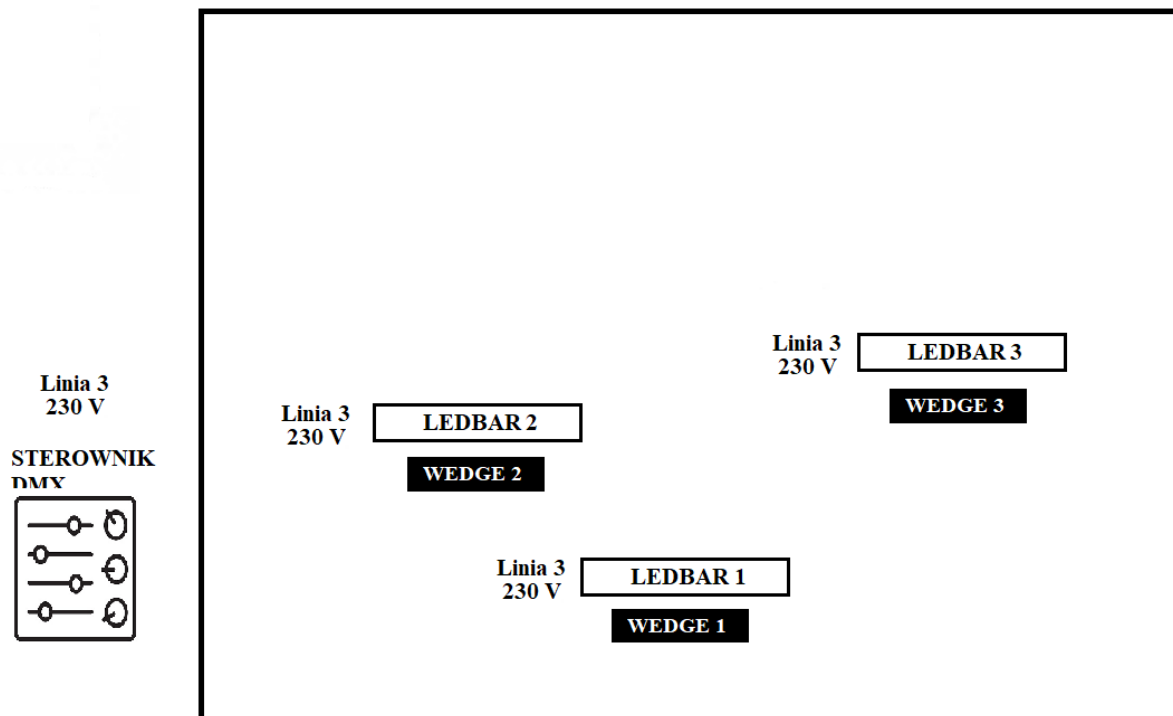 Linia 3
230 V
LEDBAR 3
WEDGE 3
Linia 3
230 V
STEROWNIK
DMX
Linia 3
230 V
LEDBAR 2
WEDGE 2
Linia 3
230 V
LEDBAR 1
WEDGE 1